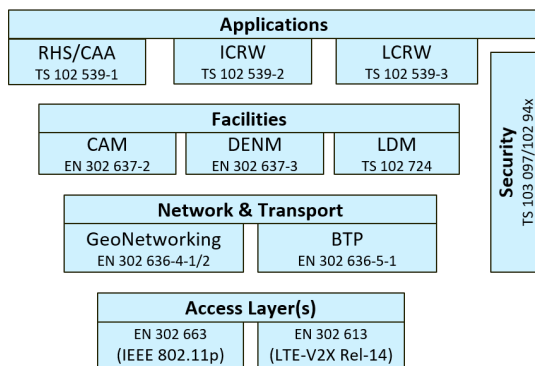 Applications
RHS/CAA
TS 102 539-1
ICRW
TS 102 539-2
LCRW
TS 102 539-3
Security
TS 103 097/102 94x
Facilities
CAM
EN 302 637-2
DENM
EN 302 637-3
LDM
TS 102 724
Network & Transport
GeoNetworking
EN 302 636-4-1/2
BTP
EN 302 636-5-1
Access Layer(s)
EN 302 663
(IEEE 802.11p)
EN 302 613
(LTE-V2X Rel-14)